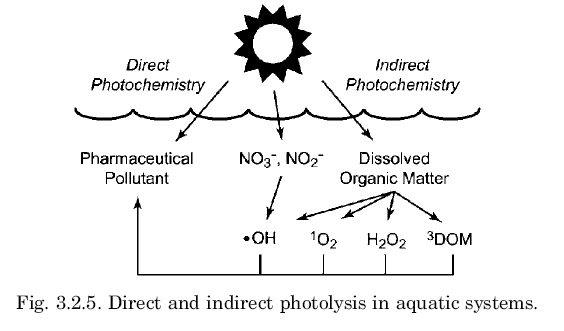 Direct
Photochemistry
Indirect
Photochemistry
Pharmaceutical
Pollutant
NO₃⁻, NO₂⁻
Dissolved
Organic Matter
•OH
¹O₂
H₂O₂
³DOM
Fig. 3.2.5. Direct and indirect photolysis in aquatic systems.